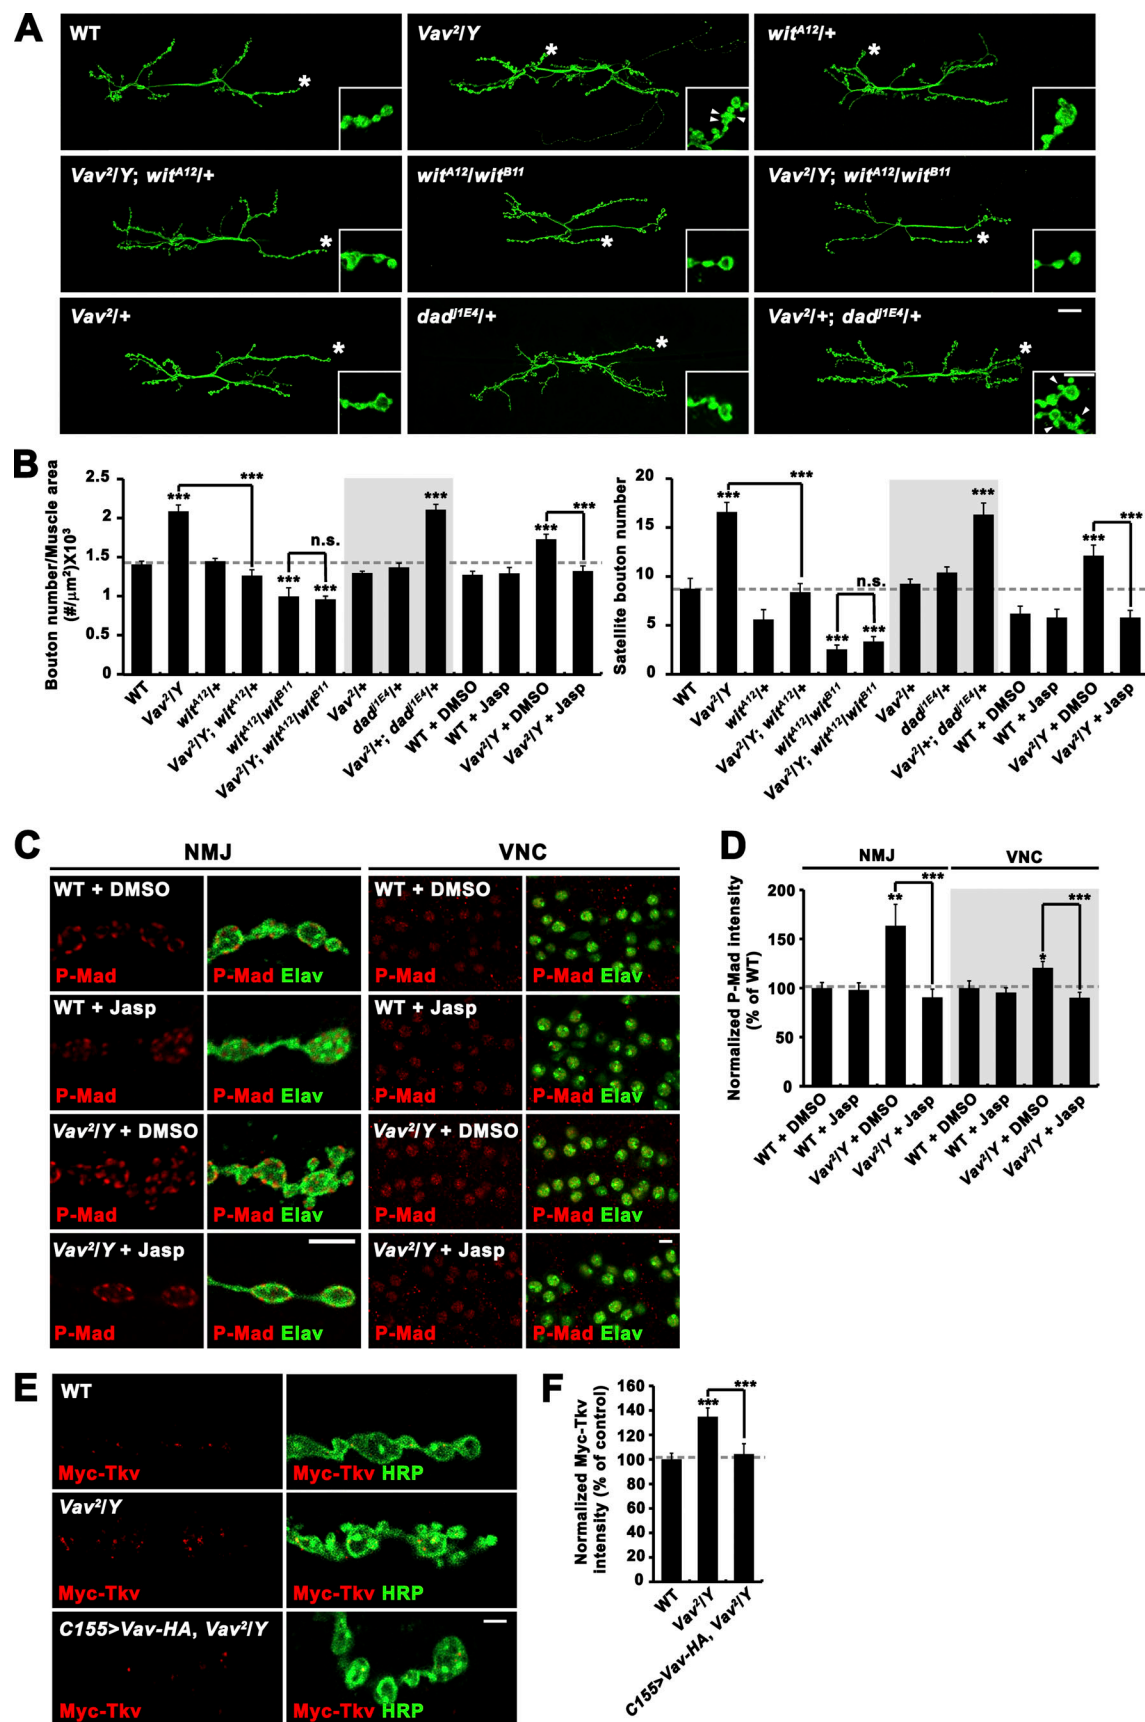 A
WT
Vav²/Y
witᴬ¹²/+
Vav²/Y; witᴬ¹²/+
witᴬ¹²/witᴮ¹¹
Vav²/Y; witᴬ¹²/witᴮ¹¹
Vav²/+
dadʲ¹ᴱ⁴/+
Vav²/+; dadʲ¹ᴱ⁴/+
* * * * * * * * *
B
Bouton number/Muscle area
(#/μm²)X10³
2.5
2
1.5
1
0.5
0
*** *** n.s. *** *** *** *** ***
WT
Vav²/Y
witᴬ¹²/+
Vav²/Y; witᴬ¹²/+
witᴬ¹²/witᴮ¹¹
Vav²/Y; witᴬ¹²/witᴮ¹¹
Vav²/+
dadʲ¹ᴱ⁴/+
Vav²/+; dadʲ¹ᴱ⁴/+
WT + DMSO
WT + Jasp
Vav²/Y + DMSO
Vav²/Y + Jasp
Satellite bouton number
20
15
10
5
0
*** *** n.s. *** *** *** *** ***
WT
Vav²/Y
witᴬ¹²/+
Vav²/Y; witᴬ¹²/+
witᴬ¹²/witᴮ¹¹
Vav²/Y; witᴬ¹²/witᴮ¹¹
Vav²/+
dadʲ¹ᴱ⁴/+
Vav²/+; dadʲ¹ᴱ⁴/+
WT + DMSO
WT + Jasp
Vav²/Y + DMSO
Vav²/Y + Jasp
C
NMJ VNC
WT + DMSO WT + DMSO
P-Mad P-Mad Elav P-Mad P-Mad Elav
WT + Jasp WT + Jasp
P-Mad P-Mad Elav P-Mad P-Mad Elav
Vav²/Y + DMSO Vav²/Y + DMSO
P-Mad P-Mad Elav P-Mad P-Mad Elav
Vav²/Y + Jasp Vav²/Y + Jasp
P-Mad P-Mad Elav P-Mad P-Mad Elav
D
NMJ VNC
Normalized P-Mad intensity
(% of WT)
200
150
100
50
0
** *** * ***
WT + DMSO
WT + Jasp
Vav²/Y + DMSO
Vav²/Y + Jasp
WT + DMSO
WT + Jasp
Vav²/Y + DMSO
Vav²/Y + Jasp
E
WT
Myc-Tkv Myc-Tkv HRP
Vav²/Y
Myc-Tkv Myc-Tkv HRP
C155>Vav-HA, Vav²/Y
Myc-Tkv Myc-Tkv HRP
F
Normalized Myc-Tkv
intensity (% of control)
160
140
120
100
80
60
40
20
0
*** ***
WT
Vav²/Y
C155>Vav-HA, Vav²/Y